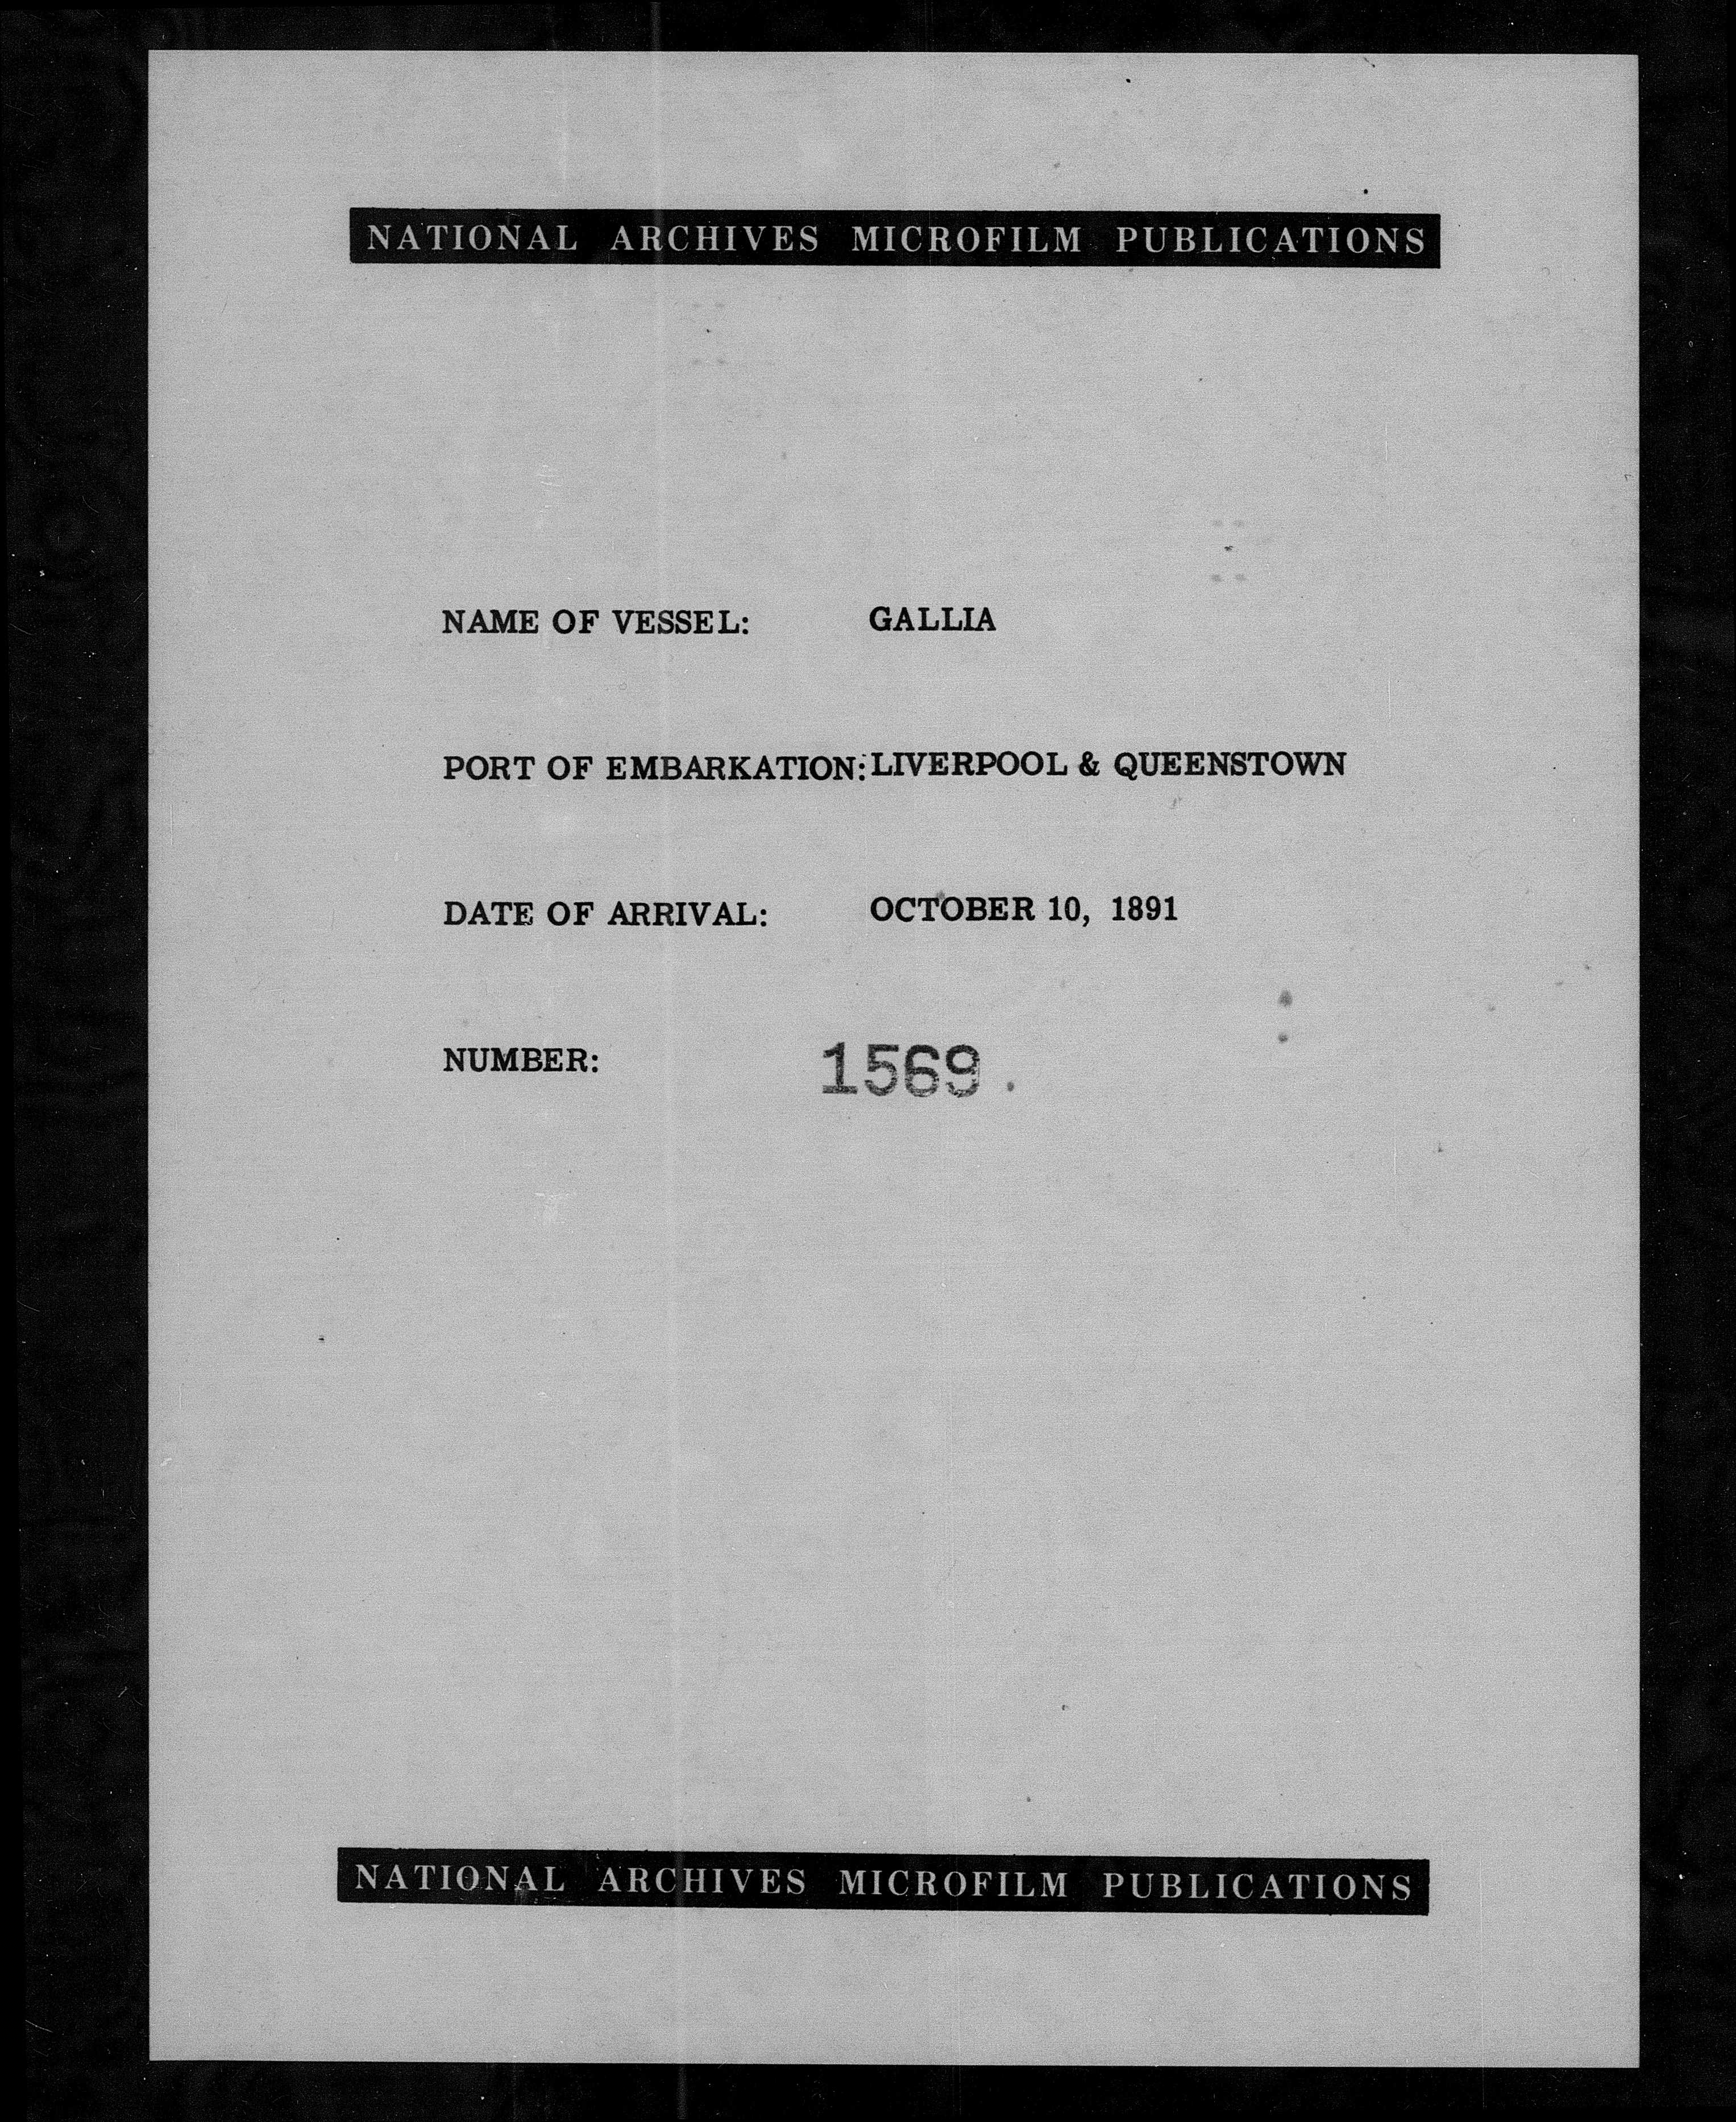 NATIONAL ARCHIVES MICROFILM PUBLICATIONS
NAME OF VESSEL: GALLIA
PORT OF EMBARKATION: LIVERPOOL & QUEENSTOWN
DATE OF ARRIVAL: OCTOBER 10, 1891
NUMBER: 1569
NATIONAL ARCHIVES MICROFILM PUBLICATIONS